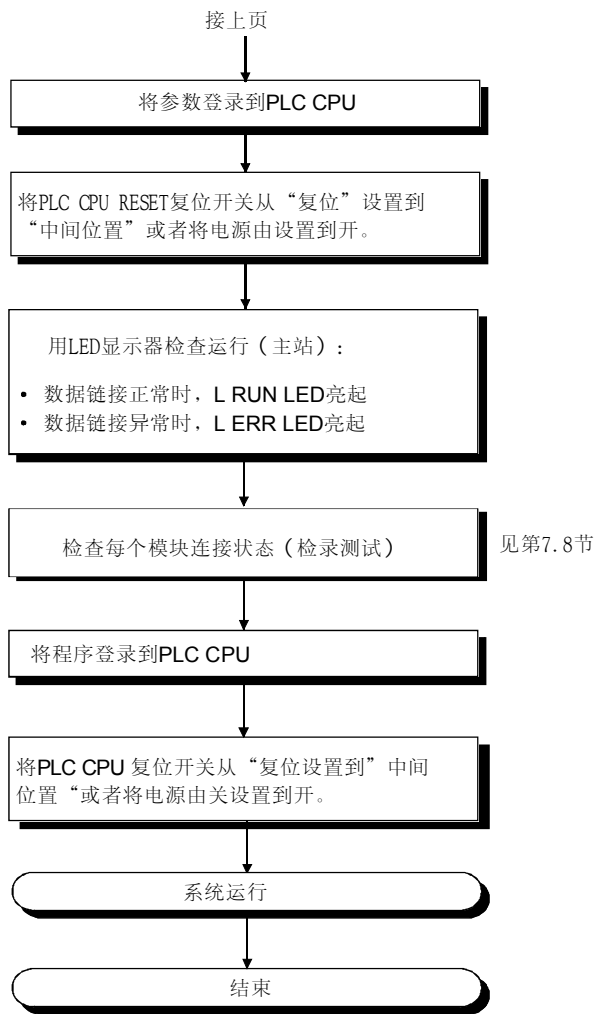 接上页
将参数登录到PLC CPU
将PLC CPU RESET复位开关从“复位”设置到
“中间位置”或者将电源由设置到开。
用LED显示器检查运行（主站）：
• 数据链接正常时，L RUN LED亮起
• 数据链接异常时，L ERR LED亮起
检查每个模块连接状态（检录测试）
见第7.8节
将程序登录到PLC CPU
将PLC CPU 复位开关从“复位设置到”中间
位置“或者将电源由关设置到开。
系统运行
结束